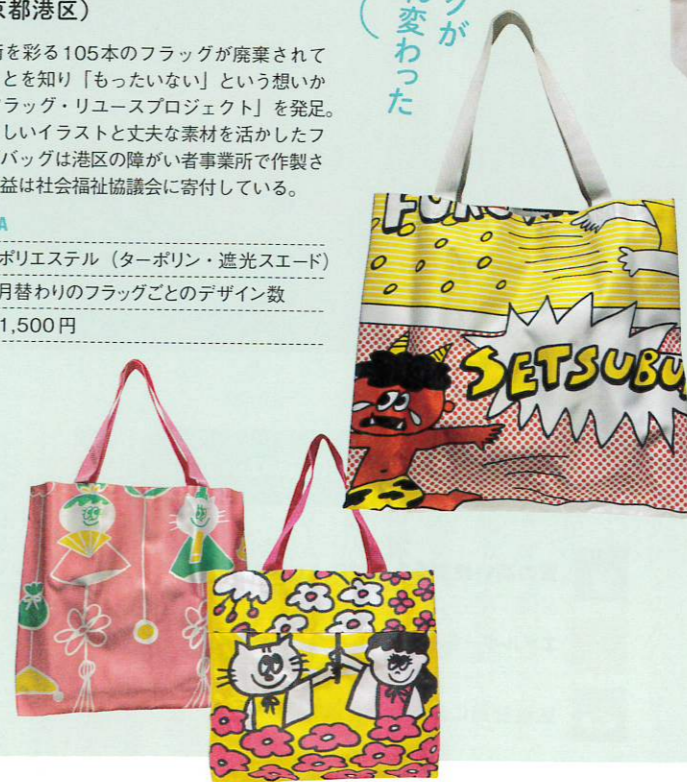 京都港区）
街を彩る105本のフラッグが廃棄されて
とを知り「もったいない」という想いか
ラッグ・リユースプロジェクト」を発足。
しいイラストと丈夫な素材を活かしたフ
バッグは港区の障がい者事業所で作製さ
益は社会福祉協議会に寄付している。
A
ポリエステル（ターポリン・遮光スエード）
月替わりのフラッグごとのデザイン数
1,500円
グが
変わった
SETSUBU